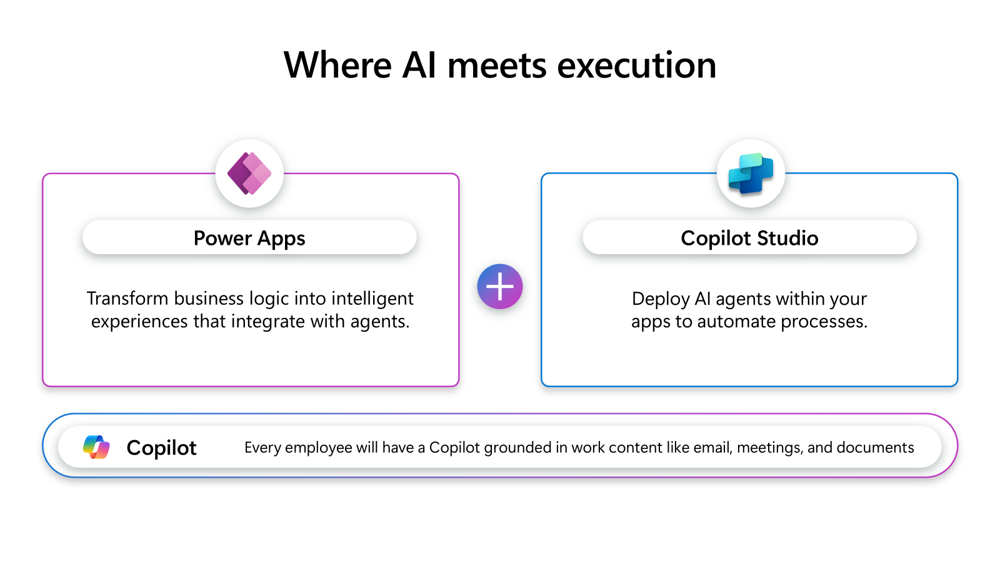 Where AI meets execution
Power Apps
Transform business logic into intelligent
experiences that integrate with agents.
Copilot Studio
Deploy AI agents within your
apps to automate processes.
Copilot
Every employee will have a Copilot grounded in work content like email, meetings, and documents